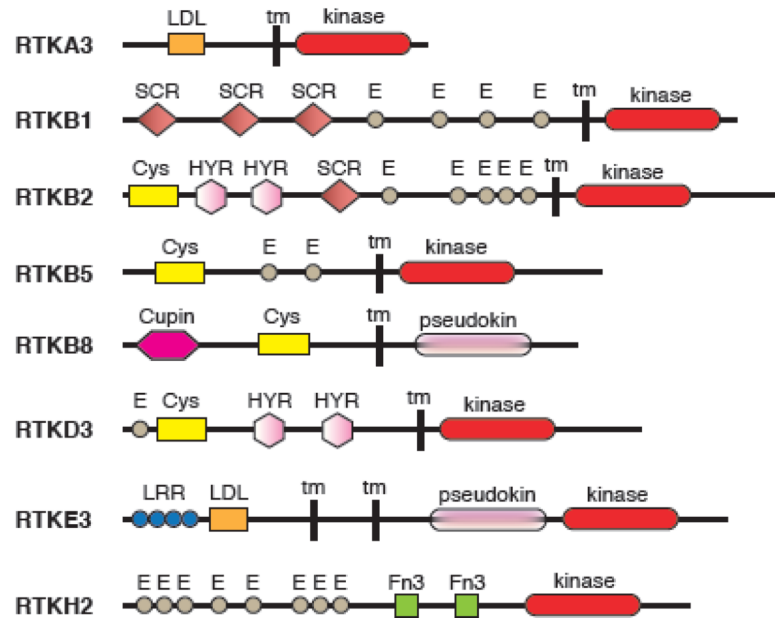 LDL tm kinase
RTKA3
SCR SCR SCR E E E E tm kinase
RTKB1
Cys HYR HYR SCR E E E E E tm kinase
RTKB2
Cys E E tm kinase
RTKB5
Cupin Cys tm pseudokin
RTKB8
E Cys HYR HYR tm kinase
RTKD3
LRR LDL tm tm pseudokin kinase
RTKE3
E E E E E E E E Fn3 Fn3 kinase
RTKH2